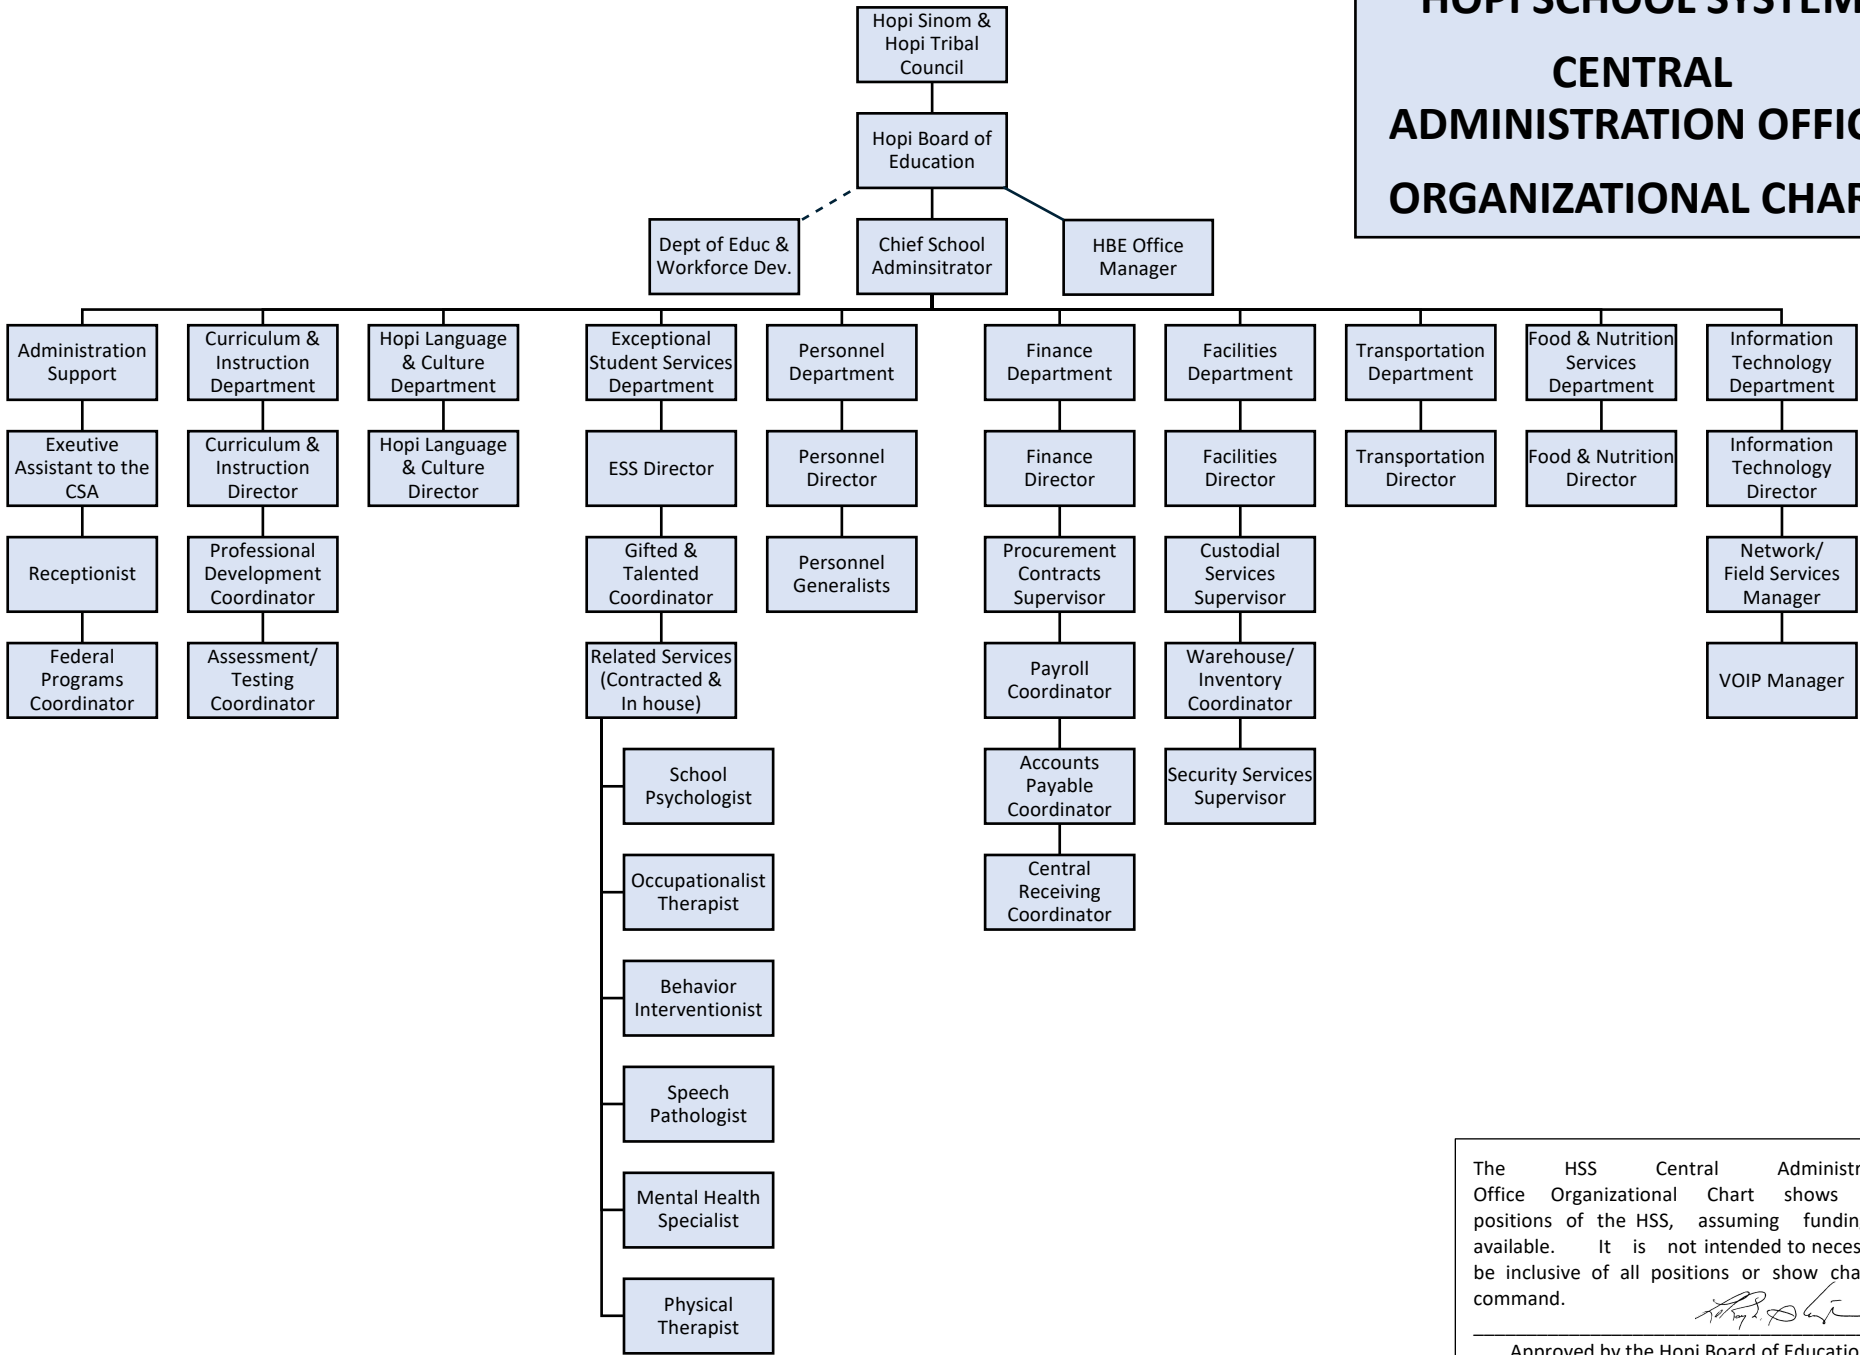 HOPI SCHOOL SYSTEM
CENTRAL
ADMINISTRATION OFFIC
ORGANIZATIONAL CHAR
Hopi Sinom &
Hopi Tribal
Council
Hopi Board of
Education
Dept of Educ &
Workforce Dev.
Chief School
Adminsitrator
HBE Office
Manager
Administration
Support
Exeutive
Assistant to the
CSA
Receptionist
Federal
Programs
Coordinator
Curriculum &
Instruction
Department
Curriculum &
Instruction
Director
Professional
Development
Coordinator
Assessment/
Testing
Coordinator
Hopi Language
& Culture
Department
Hopi Language
& Culture
Director
Exceptional
Student Services
Department
ESS Director
Gifted &
Talented
Coordinator
Related Services
(Contracted &
In house)
School
Psychologist
Occupationalist
Therapist
Behavior
Interventionist
Speech
Pathologist
Mental Health
Specialist
Physical
Therapist
Personnel
Department
Personnel
Director
Personnel
Generalists
Finance
Department
Finance
Director
Procurement
Contracts
Supervisor
Payroll
Coordinator
Accounts
Payable
Coordinator
Central
Receiving
Coordinator
Facilities
Department
Facilities
Director
Custodial
Services
Supervisor
Warehouse/
Inventory
Coordinator
Security Services
Supervisor
Transportation
Department
Transportation
Director
Food & Nutrition
Services
Department
Food & Nutrition
Director
Information
Technology
Department
Information
Technology
Director
Network/
Field Services
Manager
VOIP Manager
The HSS Central Administr
Office Organizational Chart shows
positions of the HSS, assuming fundin
available. It is not intended to neces
be inclusive of all positions or show cha
command.
Approved by the Hopi Board of Educatio